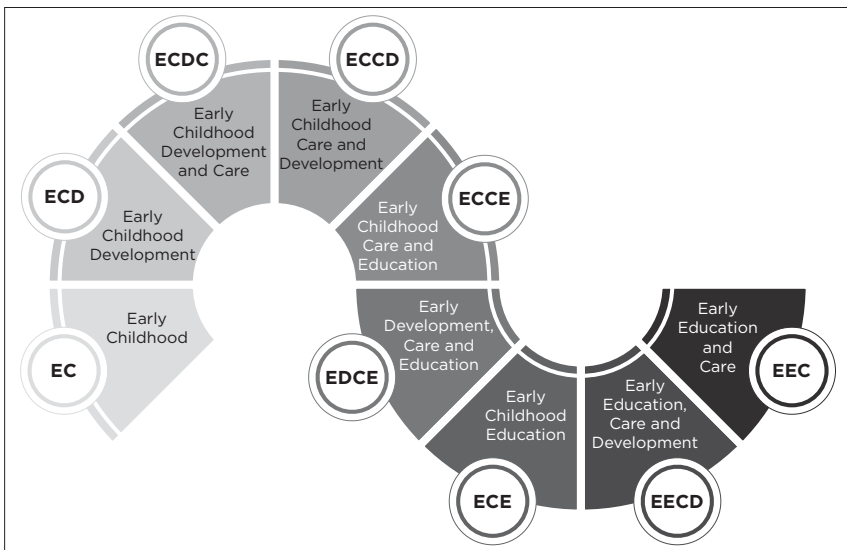 EC
Early
Childhood
ECD
Early
Childhood
Development
ECDC
Early
Childhood
Development
and Care
ECCD
Early
Childhood
Care and
Development
ECCE
Early
Childhood
Care and
Education
EDCE
Early
Development,
Care and
Education
ECE
Early
Childhood
Education
EECD
Early
Education,
Care and
Development
EEC
Early
Education
and
Care